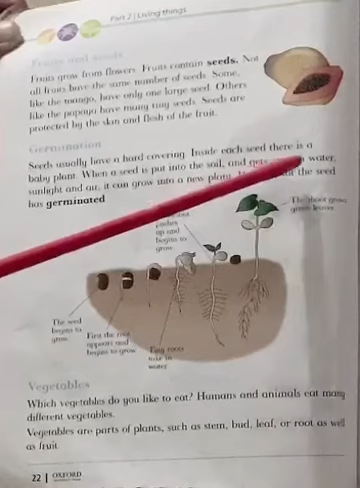 Part 2 | Living things
Fruits and seeds
Fruits grow from flowers. Fruits contain seeds. Not
all fruits have the same number of seeds. Some,
like the mango, have only one large seed. Others
like the papaya have many tiny seeds. Seeds are
protected by the skin and flesh of the fruit.
Germination
Seeds usually have a hard covering. Inside each seed there is a
baby plant. When a seed is put into the soil, and gets water,
sunlight and air, it can grow into a new plant. the seed
has germinated
The shoot grows
green leaves
pushes
up and
begins to
grow
The seed
begins to
grow
First the root
appears and
begins to grow
Tiny roots
take in
water
Vegetables
Which vegetables do you like to eat? Humans and animals eat many
different vegetables.
Vegetables are parts of plants, such as stem, bud, leaf, or root as well
as fruit.
22 | OXFORD